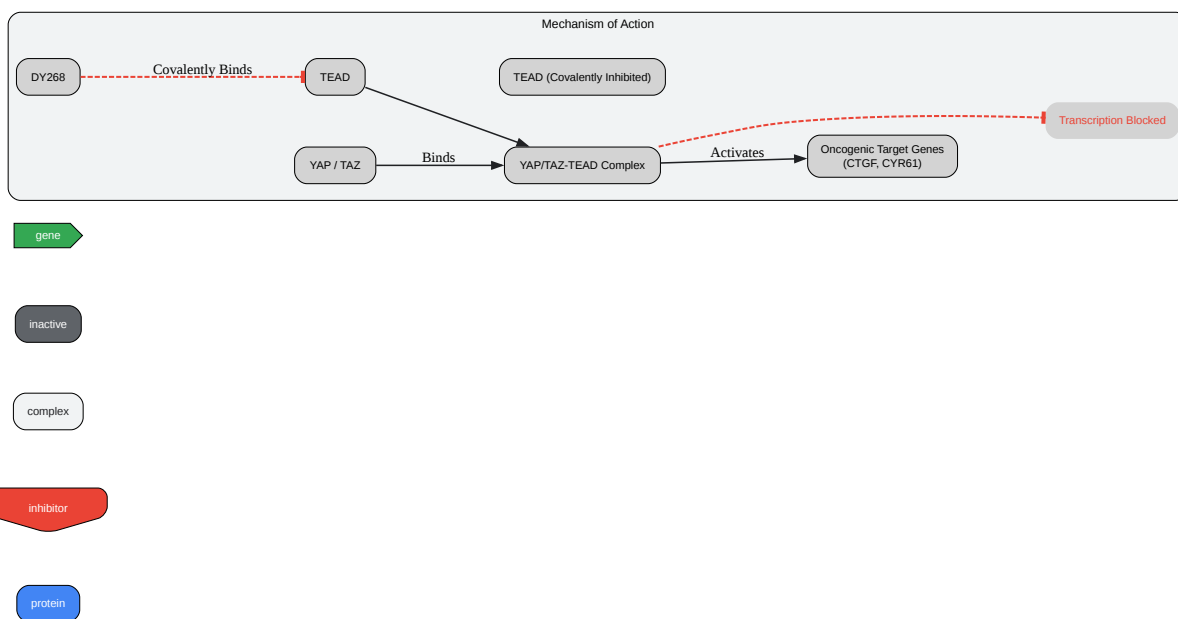 Mechanism of Action
DY268
Covalently Binds
TEAD
TEAD (Covalently Inhibited)
Transcription Blocked
YAP / TAZ
Binds
YAP/TAZ-TEAD Complex
Activates
Oncogenic Target Genes
(CTGF, CYR61)
gene
inactive
complex
inhibitor
protein